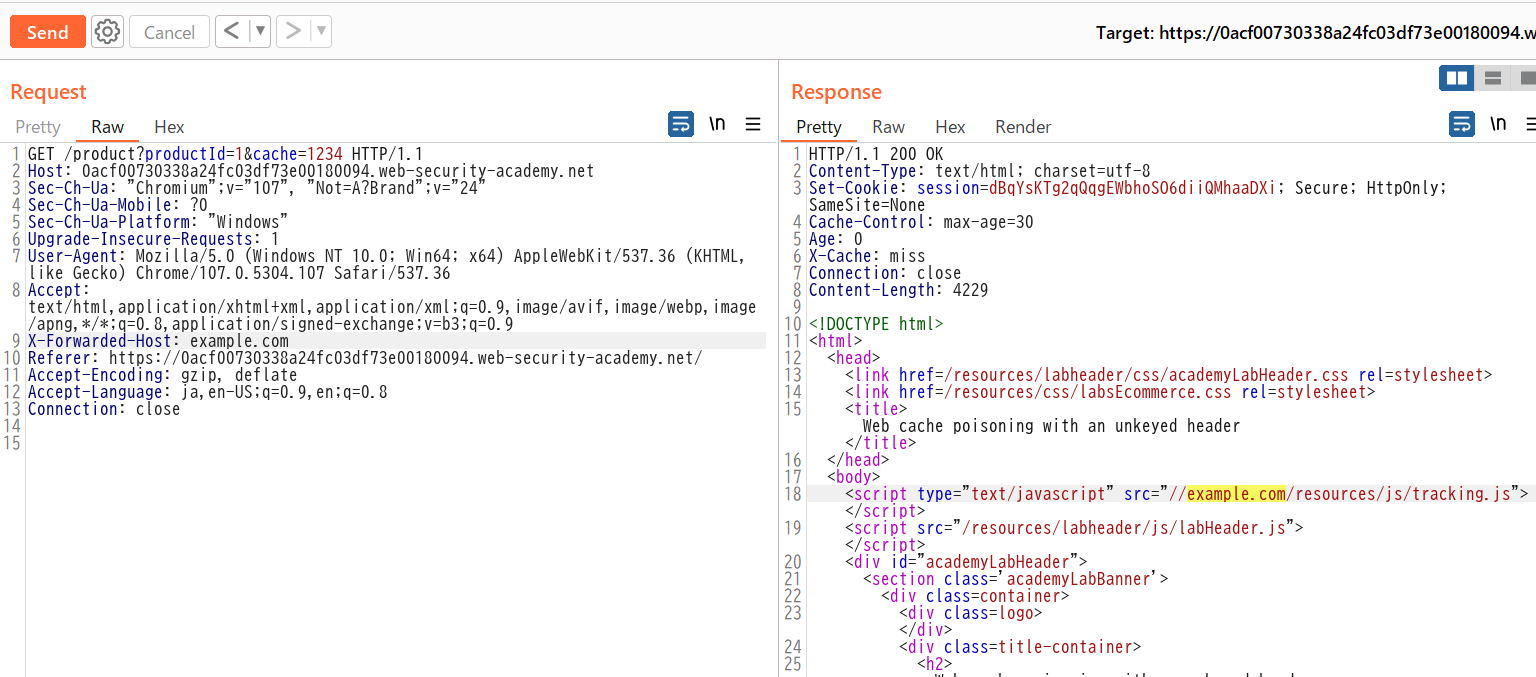 Send
Cancel
<
>
Target: https://0acf00730338a24fc03df73e00180094.w
Request
Pretty
Raw
Hex
\n
1 GET /product?productId=1&cache=1234 HTTP/1.1
2 Host: 0acf00730338a24fc03df73e00180094.web-security-academy.net
3 Sec-Ch-Ua: "Chromium";v="107", "Not=A?Brand";v="24"
4 Sec-Ch-Ua-Mobile: ?0
5 Sec-Ch-Ua-Platform: "Windows"
6 Upgrade-Insecure-Requests: 1
7 User-Agent: Mozilla/5.0 (Windows NT 10.0; Win64; x64) AppleWebKit/537.36 (KHTML,
like Gecko) Chrome/107.0.5304.107 Safari/537.36
8 Accept:
text/html,application/xhtml+xml,application/xml;q=0.9,image/avif,image/webp,image
/apng,*/*;q=0.8,application/signed-exchange;v=b3;q=0.9
9 X-Forwarded-Host: example.com
10 Referer: https://0acf00730338a24fc03df73e00180094.web-security-academy.net/
11 Accept-Encoding: gzip, deflate
12 Accept-Language: ja,en-US;q=0.9,en;q=0.8
13 Connection: close
14
15
Response
Pretty
Raw
Hex
Render
\n
1 HTTP/1.1 200 OK
2 Content-Type: text/html; charset=utf-8
3 Set-Cookie: session=dBqYsKTg2qQqgEWbhoSO6diiQMhaaDXi; Secure; HttpOnly;
SameSite=None
4 Cache-Control: max-age=30
5 Age: 0
6 X-Cache: miss
7 Connection: close
8 Content-Length: 4229
9
10 <!DOCTYPE html>
11 <html>
12 <head>
13 <link href=/resources/labheader/css/academyLabHeader.css rel=stylesheet>
14 <link href=/resources/css/labsEcommerce.css rel=stylesheet>
15 <title>
Web cache poisoning with an unkeyed header
</title>
16 </head>
17 <body>
18 <script type="text/javascript" src="//example.com/resources/js/tracking.js">
</script>
19 <script src="/resources/labheader/js/labHeader.js">
</script>
20 <div id="academyLabHeader">
21 <section class='academyLabBanner'>
22 <div class=container>
23 <div class=logo>
</div>
24 <div class=title-container>
25 <h2>